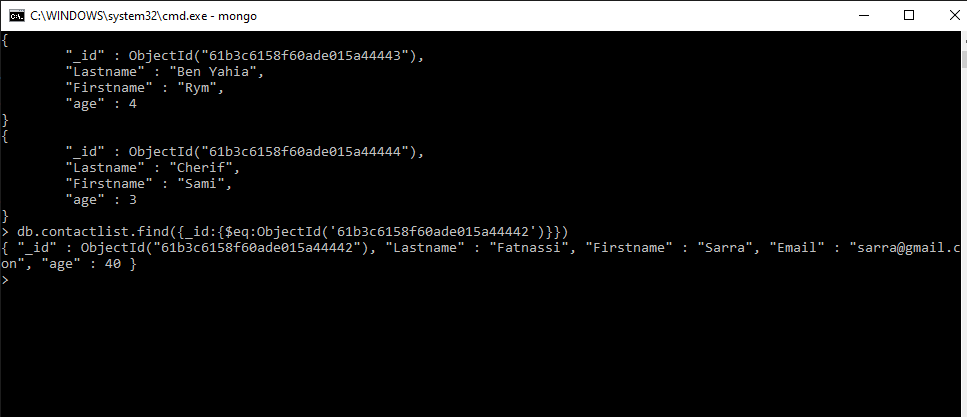 C:\WINDOWS\system32\cmd.exe - mongo
{
        "_id" : ObjectId("61b3c6158f60ade015a44443"),
        "Lastname" : "Ben Yahia",
        "Firstname" : "Rym",
        "age" : 4
}
{
        "_id" : ObjectId("61b3c6158f60ade015a44444"),
        "Lastname" : "Cherif",
        "Firstname" : "Sami",
        "age" : 3
}
> db.contactlist.find({_id:{$eq:ObjectId('61b3c6158f60ade015a44442')}})
{ "_id" : ObjectId("61b3c6158f60ade015a44442"), "Lastname" : "Fatnassi", "Firstname" : "Sarra", "Email" : "sarra@gmail.c
on", "age" : 40 }
>